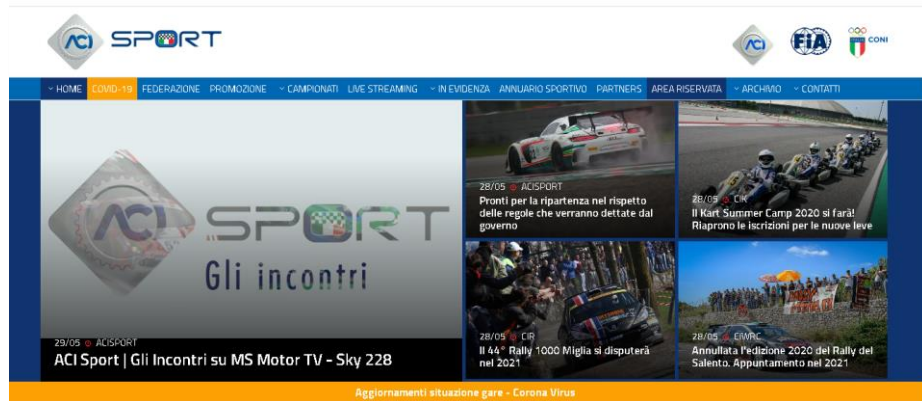 ACI SPORT
ACI FiA ITALIA CONI
HOME COVID-19 FEDERAZIONE PROMOZIONE CAMPIONATI LIVE STREAMING IN EVIDENZA ANNUARIO SPORTIVO PARTNERS AREA RISERVATA ARCHIVIO CONTATTI
ACI SPORT
Gli incontri
29/05 ACISPORT
ACI Sport | Gli Incontri su MS Motor TV - Sky 228
28/05 ACISPORT
Pronti per la ripartenza nel rispetto
delle regole che verranno dettate dal
governo
28/05 CIK
Il Kart Summer Camp 2020 si farà!
Riaprono le iscrizioni per le nuove leve
28/05 CIR
Il 44° Rally 1000 Miglia si disputerà
nel 2021
28/05 CIWRC
Annullata l'edizione 2020 del Rally del
Salento. Appuntamento nel 2021
Aggiornamenti situazione gare - Corona Virus